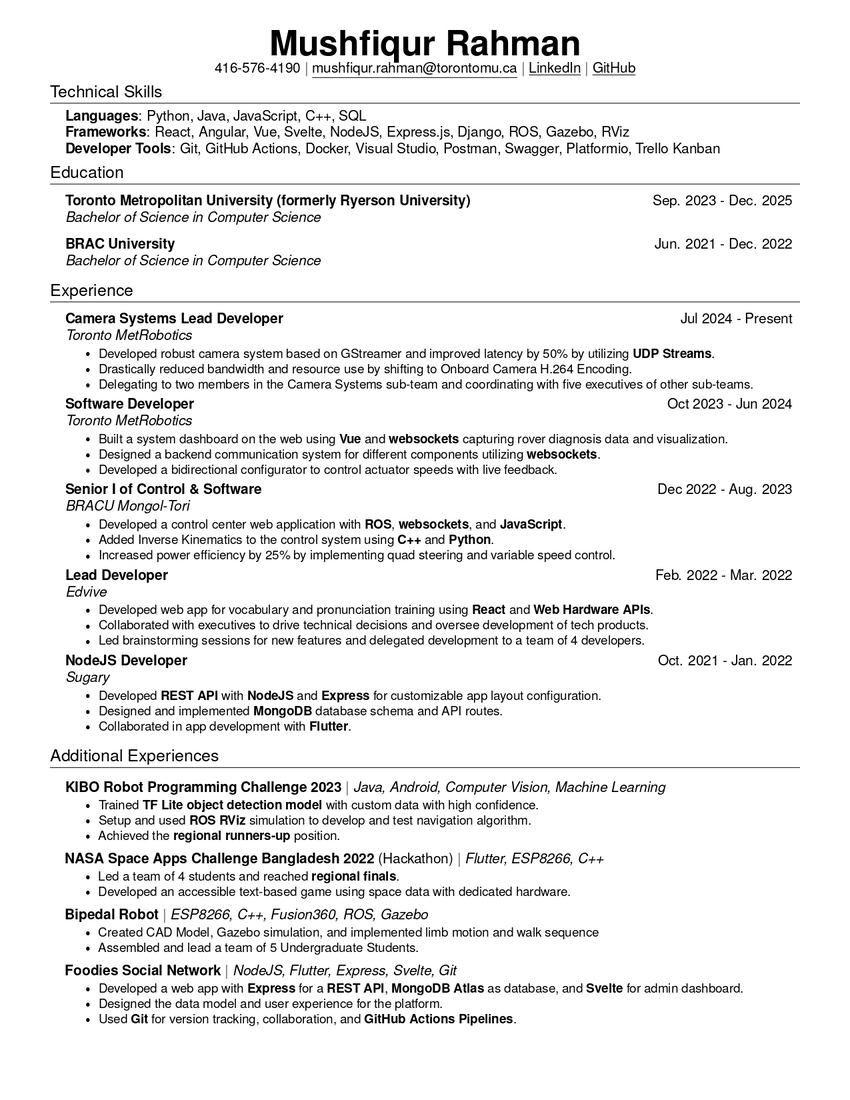 Mushfiqur Rahman
416-576-4190 | mushfiqur.rahman@torontomu.ca | LinkedIn | GitHub
Technical Skills
Languages: Python, Java, JavaScript, C++, SQL
Frameworks: React, Angular, Vue, Svelte, NodeJS, Express.js, Django, ROS, Gazebo, RViz
Developer Tools: Git, GitHub Actions, Docker, Visual Studio, Postman, Swagger, Platformio, Trello Kanban
Education
Toronto Metropolitan University (formerly Ryerson University) Sep. 2023 - Dec. 2025
Bachelor of Science in Computer Science
BRAC University Jun. 2021 - Dec. 2022
Bachelor of Science in Computer Science
Experience
Camera Systems Lead Developer Jul 2024 - Present
Toronto MetRobotics
• Developed robust camera system based on GStreamer and improved latency by 50% by utilizing UDP Streams.
• Drastically reduced bandwidth and resource use by shifting to Onboard Camera H.264 Encoding.
• Delegating to two members in the Camera Systems sub-team and coordinating with five executives of other sub-teams.
Software Developer Oct 2023 - Jun 2024
Toronto MetRobotics
• Built a system dashboard on the web using Vue and websockets capturing rover diagnosis data and visualization.
• Designed a backend communication system for different components utilizing websockets.
• Developed a bidirectional configurator to control actuator speeds with live feedback.
Senior I of Control & Software Dec 2022 - Aug. 2023
BRACU Mongol-Tori
• Developed a control center web application with ROS, websockets, and JavaScript.
• Added Inverse Kinematics to the control system using C++ and Python.
• Increased power efficiency by 25% by implementing quad steering and variable speed control.
Lead Developer Feb. 2022 - Mar. 2022
Edvive
• Developed web app for vocabulary and pronunciation training using React and Web Hardware APIs.
• Collaborated with executives to drive technical decisions and oversee development of tech products.
• Led brainstorming sessions for new features and delegated development to a team of 4 developers.
NodeJS Developer Oct. 2021 - Jan. 2022
Sugary
• Developed REST API with NodeJS and Express for customizable app layout configuration.
• Designed and implemented MongoDB database schema and API routes.
• Collaborated in app development with Flutter.
Additional Experiences
KIBO Robot Programming Challenge 2023 | Java, Android, Computer Vision, Machine Learning
• Trained TF Lite object detection model with custom data with high confidence.
• Setup and used ROS RViz simulation to develop and test navigation algorithm.
• Achieved the regional runners-up position.
NASA Space Apps Challenge Bangladesh 2022 (Hackathon) | Flutter, ESP8266, C++
• Led a team of 4 students and reached regional finals.
• Developed an accessible text-based game using space data with dedicated hardware.
Bipedal Robot | ESP8266, C++, Fusion360, ROS, Gazebo
• Created CAD Model, Gazebo simulation, and implemented limb motion and walk sequence
• Assembled and lead a team of 5 Undergraduate Students.
Foodies Social Network | NodeJS, Flutter, Express, Svelte, Git
• Developed a web app with Express for a REST API, MongoDB Atlas as database, and Svelte for admin dashboard.
• Designed the data model and user experience for the platform.
• Used Git for version tracking, collaboration, and GitHub Actions Pipelines.